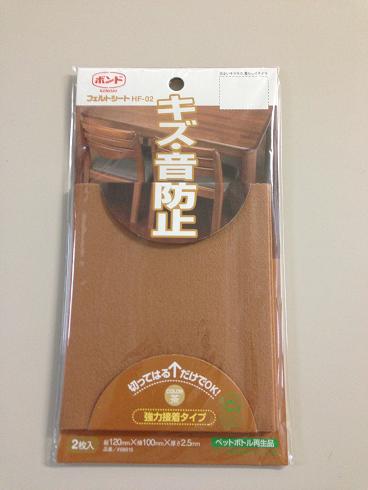 ボンド
KONISHI
フェルトシート HF-02
キズ・音防止
切ってはる↑だけでOK!
COLOR
茶
強力接着タイプ
2枚入
縦120mm×横100mm×厚さ2.5mm
ペットボトル再生品